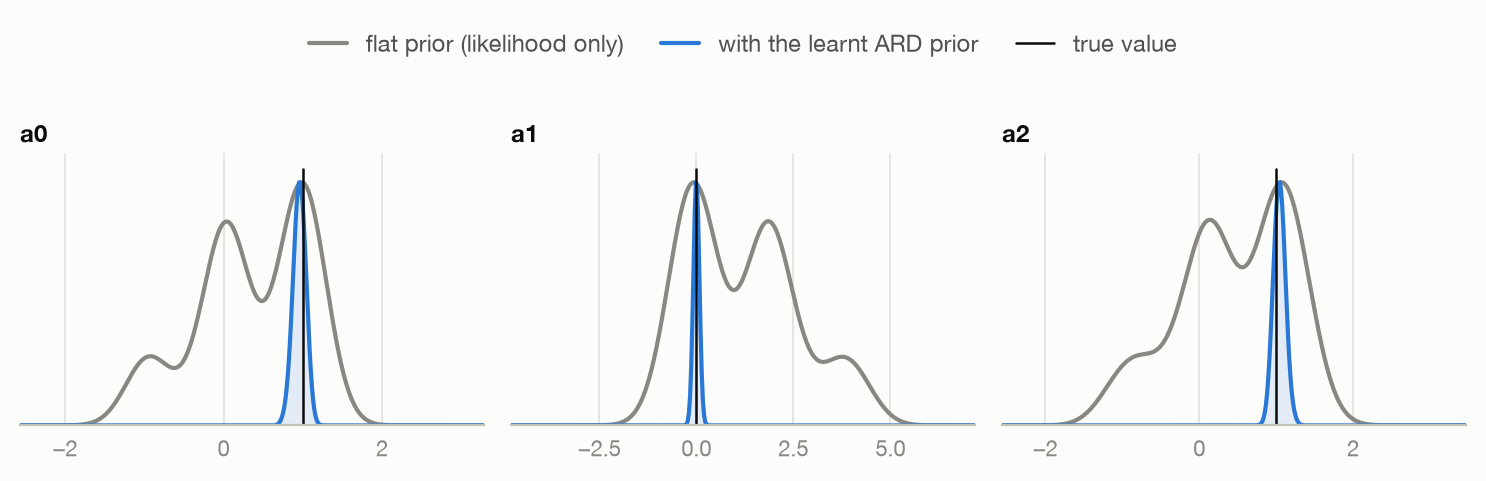 flat prior (likelihood only) with the learnt ARD prior true value
a0 a1 a2
−2 0 2 −2.5 0.0 2.5 5.0 −2 0 2